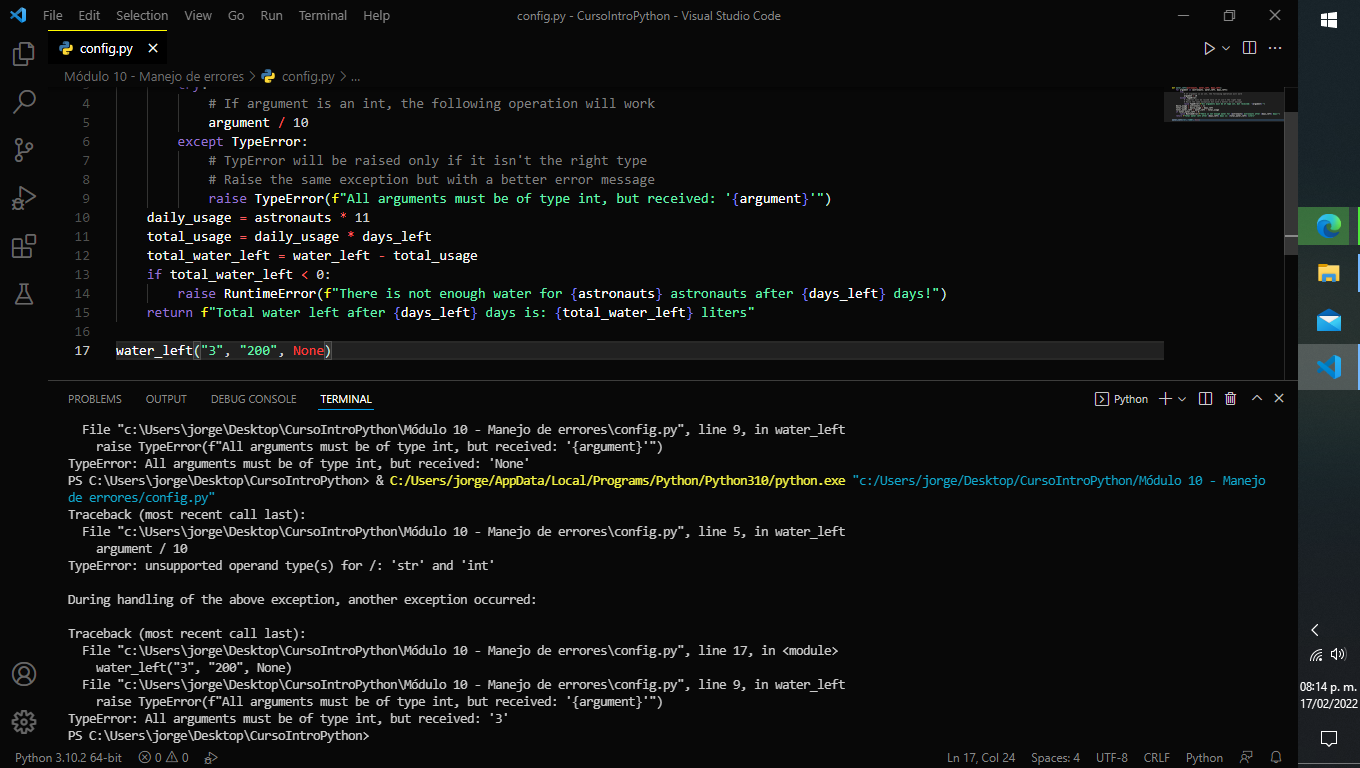 File Edit Selection View Go Run Terminal Help config.py - CursoIntroPython - Visual Studio Code
config.py
Módulo 10 - Manejo de errores > config.py > ...
3 try:
4 # If argument is an int, the following operation will work
5 argument / 10
6 except TypeError:
7 # TypError will be raised only if it isn't the right type
8 # Raise the same exception but with a better error message
9 raise TypeError(f"All arguments must be of type int, but received: '{argument}'")
10 daily_usage = astronauts * 11
11 total_usage = daily_usage * days_left
12 total_water_left = water_left - total_usage
13 if total_water_left < 0:
14 raise RuntimeError(f"There is not enough water for {astronauts} astronauts after {days_left} days!")
15 return f"Total water left after {days_left} days is: {total_water_left} liters"
16
17 water_left("3", "200", None)
PROBLEMS OUTPUT DEBUG CONSOLE TERMINAL Python
File "c:\Users\jorge\Desktop\CursoIntroPython\Módulo 10 - Manejo de errores\config.py", line 9, in water_left
raise TypeError(f"All arguments must be of type int, but received: '{argument}'")
TypeError: All arguments must be of type int, but received: 'None'
PS C:\Users\jorge\Desktop\CursoIntroPython> & C:/Users/jorge/AppData/Local/Programs/Python/Python310/python.exe "c:/Users/jorge/Desktop/CursoIntroPython/Módulo 10 - Manejo
de errores/config.py"
Traceback (most recent call last):
File "c:\Users\jorge\Desktop\CursoIntroPython\Módulo 10 - Manejo de errores\config.py", line 5, in water_left
argument / 10
TypeError: unsupported operand type(s) for /: 'str' and 'int'
During handling of the above exception, another exception occurred:
Traceback (most recent call last):
File "c:\Users\jorge\Desktop\CursoIntroPython\Módulo 10 - Manejo de errores\config.py", line 17, in <module>
water_left("3", "200", None)
File "c:\Users\jorge\Desktop\CursoIntroPython\Módulo 10 - Manejo de errores\config.py", line 9, in water_left
raise TypeError(f"All arguments must be of type int, but received: '{argument}'")
TypeError: All arguments must be of type int, but received: '3'
PS C:\Users\jorge\Desktop\CursoIntroPython>
Python 3.10.2 64-bit 0 0 Ln 17, Col 24 Spaces: 4 UTF-8 CRLF Python
08:14 p. m.
17/02/2022